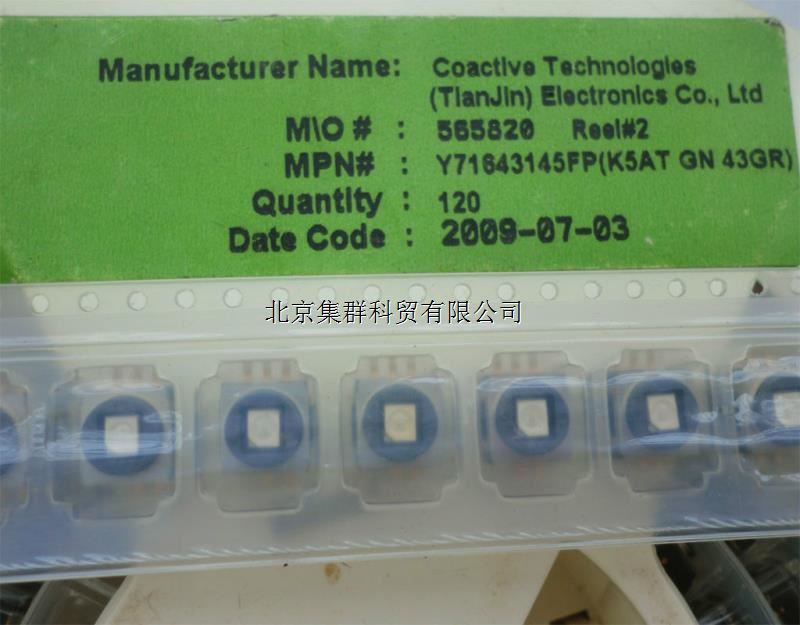 Manufacturer Name: Coactive Technologies
(TianJin) Electronics Co., Ltd
M\O # : 565820 Reel#2
MPN# : Y71643145FP(K5AT GN 43GR)
Quantity : 120
Date Code : 2009-07-03
北京集群科贸有限公司